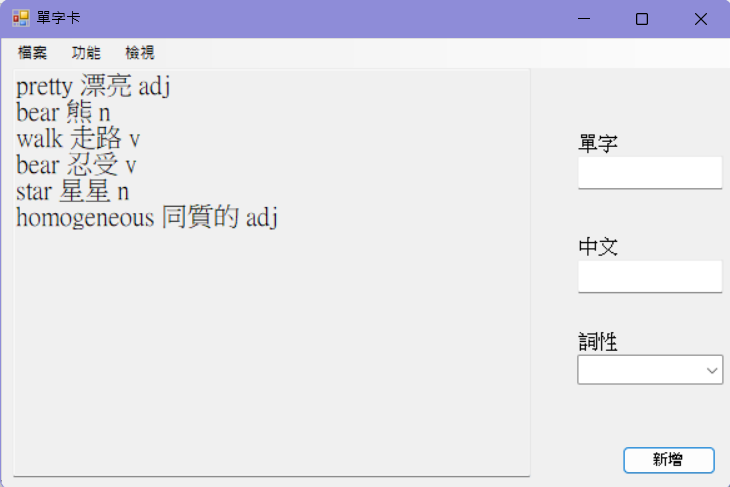 單字卡
檔案 功能 檢視
pretty 漂亮 adj
bear 熊 n
walk 走路 v
bear 忍受 v
star 星星 n
homogeneous 同質的 adj
單字
中文
詞性
新增